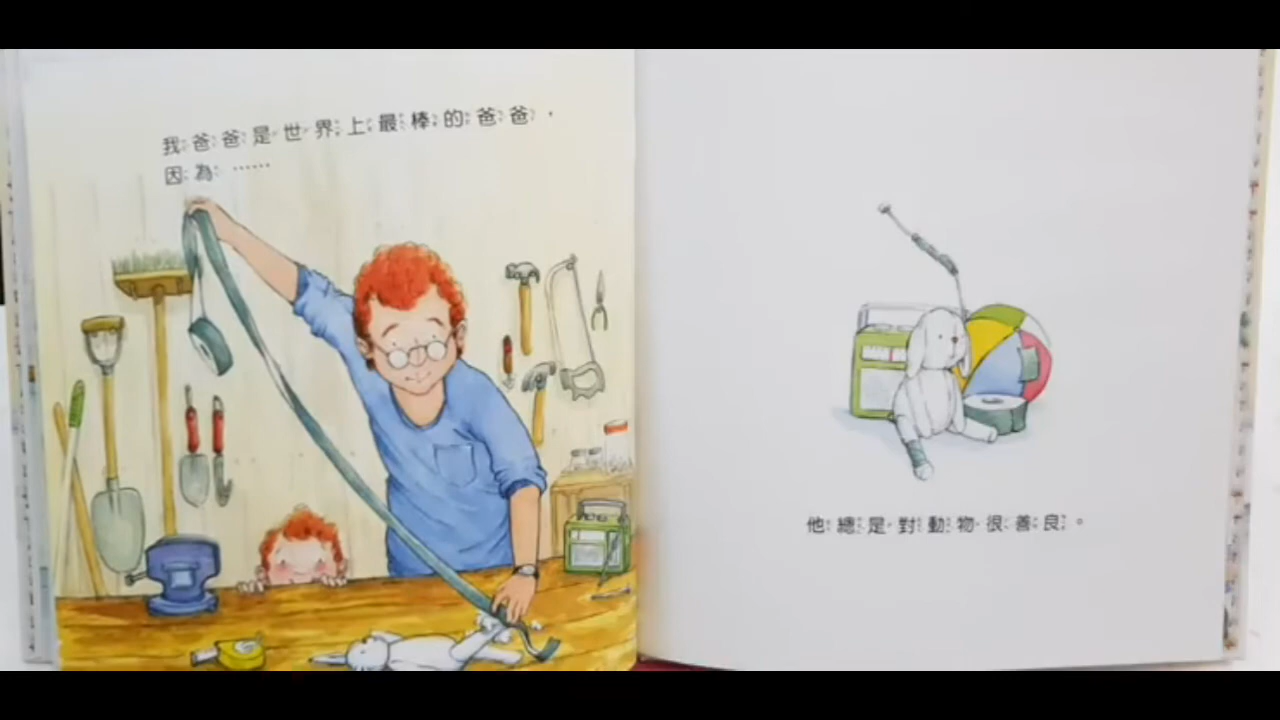 我爸爸是世界上最棒的爸爸，
因為……
他總是對動物很善良。